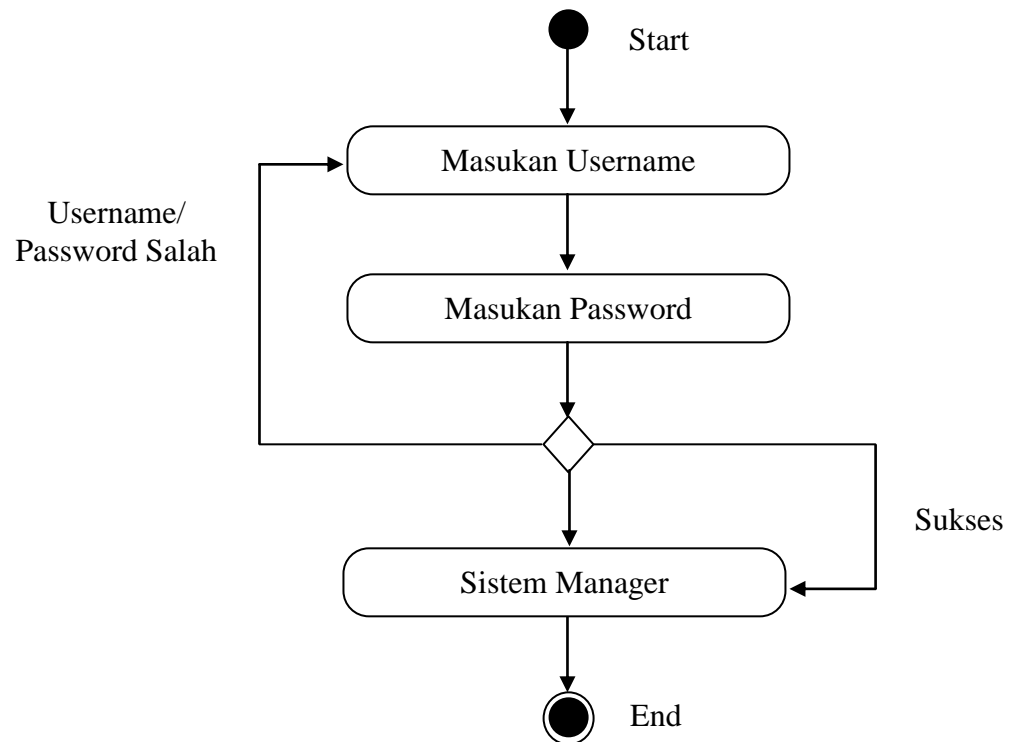 Start
Masukan Username
Username/
Password Salah
Masukan Password
Sukses
Sistem Manager
End